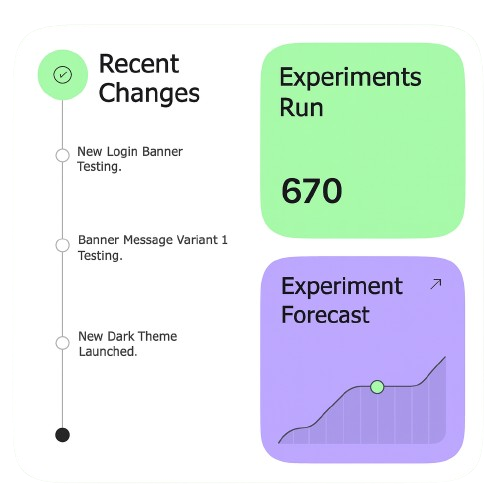 Recent
Changes
New Login Banner
Testing.
Banner Message Variant 1
Testing.
New Dark Theme
Launched.
Experiments
Run
670
Experiment
Forecast